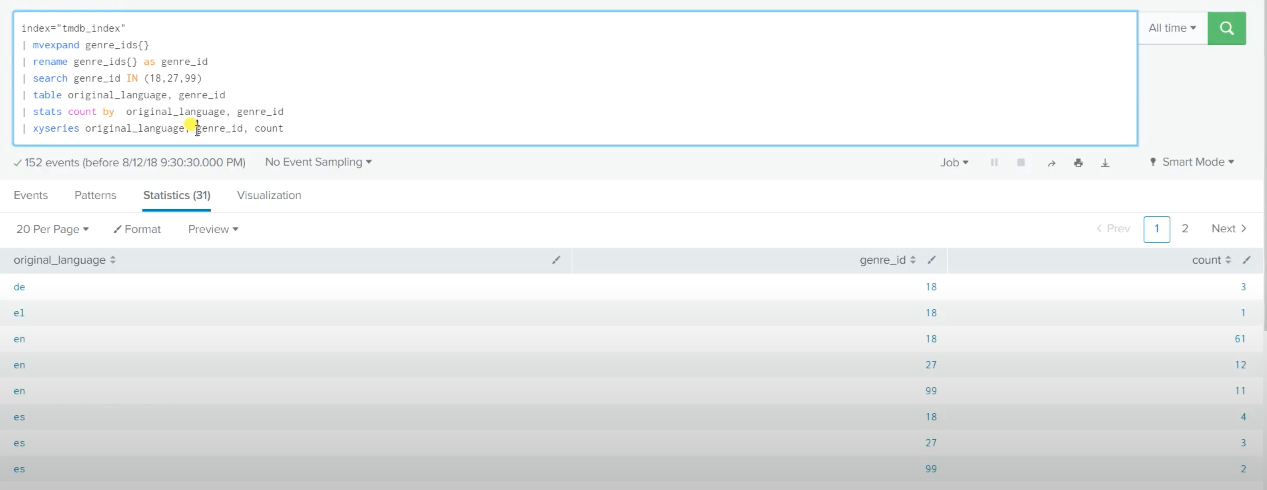 index="tmdb_index"
| mvexpand genre_ids{}
| rename genre_ids{} as genre_id
| search genre_id IN (18,27,99)
| table original_language, genre_id
| stats count by  original_language, genre_id
| xyseries original_language, genre_id, count
All time
152 events (before 8/12/18 9:30:30.000 PM) No Event Sampling Job Smart Mode
Events Patterns Statistics (31) Visualization
20 Per Page Format Preview Prev 1 2 Next
original_language genre_id count
de 18 3
el 18 1
en 18 61
en 27 12
en 99 11
es 18 4
es 27 3
es 99 2